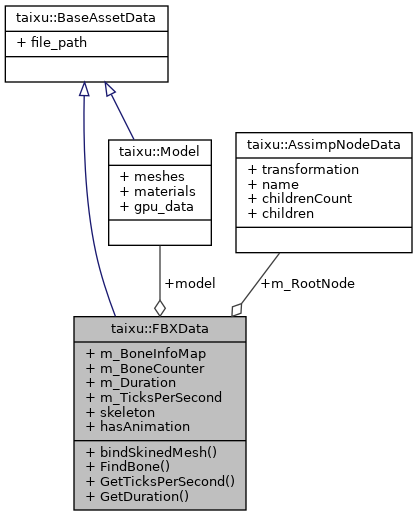 taixu::BaseAssetData
+ file_path
taixu::Model
+ meshes
+ materials
+ gpu_data
taixu::AssimpNodeData
+ transformation
+ name
+ childrenCount
+ children
+model
+m_RootNode
taixu::FBXData
+ m_BoneInfoMap
+ m_BoneCounter
+ m_Duration
+ m_TicksPerSecond
+ skeleton
+ hasAnimation
+ bindSkinedMesh()
+ FindBone()
+ GetTicksPerSecond()
+ GetDuration()